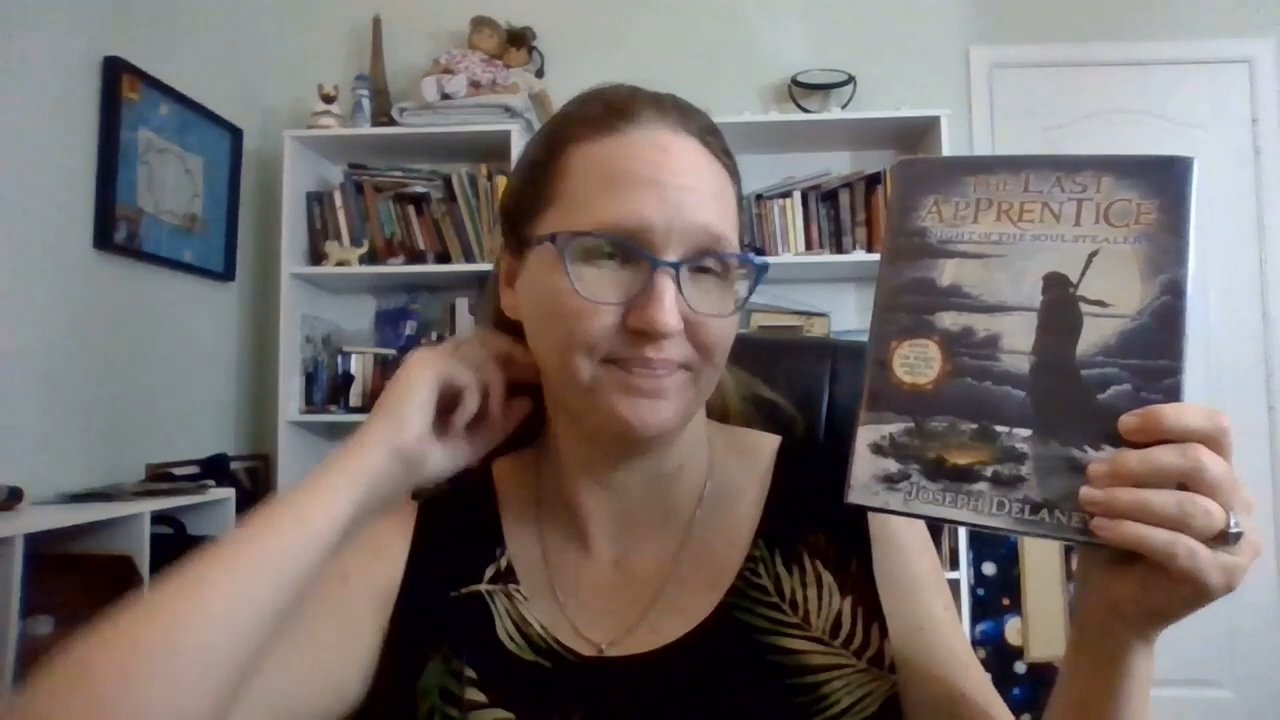 THE LAST
APPRENTICE
NIGHT OF THE SOUL STEALER
JOSEPH DELANEY